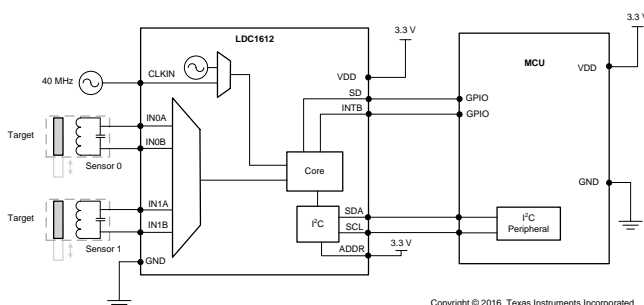 3.3 V
3.3 V
LDC1612
MCU
40 MHz
CLKIN
VDD
VDD
SD
GPIO
INTB
GPIO
Target
IN0A
IN0B
Sensor 0
Core
GND
Target
IN1A
IN1B
Sensor 1
I²C
SDA
SCL
ADDR
3.3 V
I²C
Peripheral
GND
Copyright © 2016, Texas Instruments Incorporated